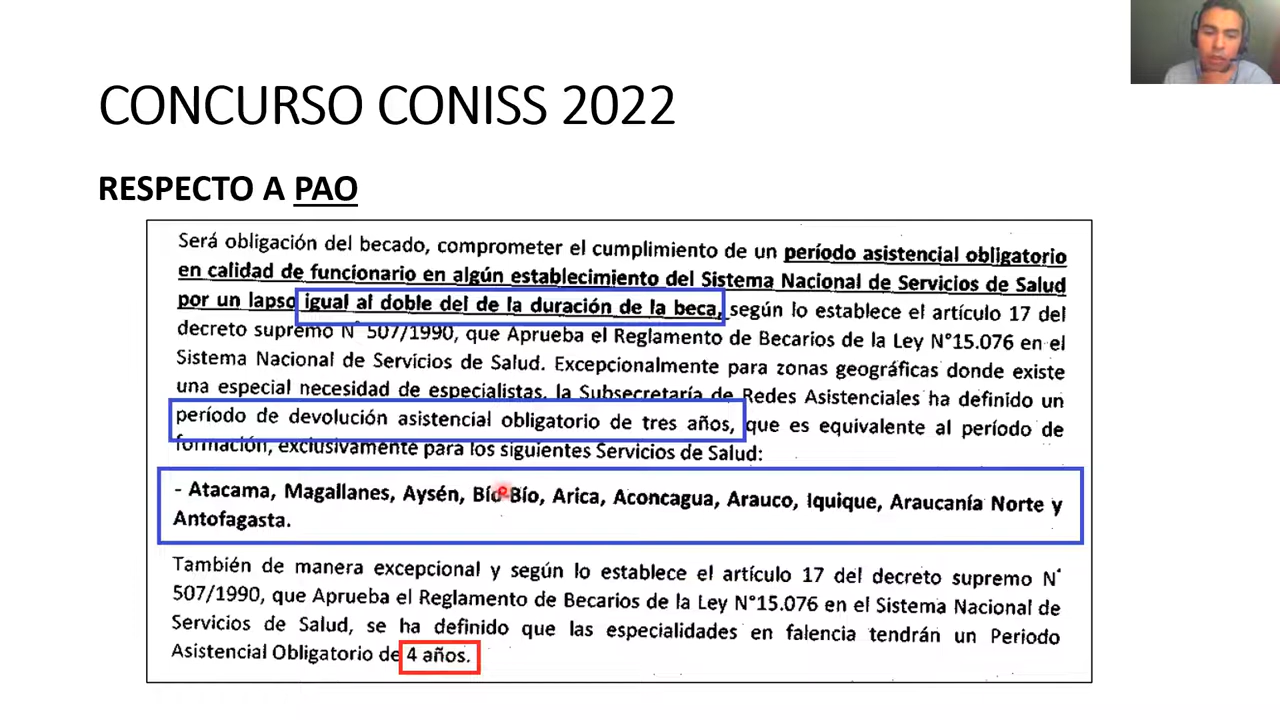 CONCURSO CONISS 2022
RESPECTO A PAO
Será obligación del becado, comprometer el cumplimiento de un período asistencial obligatorio
en calidad de funcionario en algún establecimiento del Sistema Nacional de Servicios de Salud
por un lapso igual al doble del de la duración de la beca, según lo establece el artículo 17 del
decreto supremo N° 507/1990, que Aprueba el Reglamento de Becarios de la Ley N°15.076 en el
Sistema Nacional de Servicios de Salud. Excepcionalmente para zonas geográficas donde existe
una especial necesidad de especialistas, la Subsecretaría de Redes Asistenciales ha definido un
período de devolución asistencial obligatorio de tres años, que es equivalente al período de
formación, exclusivamente para los siguientes Servicios de Salud:
- Atacama, Magallanes, Aysén, Bío Bío, Arica, Aconcagua, Arauco, Iquique, Araucanía Norte y
Antofagasta.
También de manera excepcional y según lo establece el artículo 17 del decreto supremo N°
507/1990, que Aprueba el Reglamento de Becarios de la Ley N°15.076 en el Sistema Nacional de
Servicios de Salud, se ha definido que las especialidades en falencia tendrán un Periodo
Asistencial Obligatorio de 4 años.